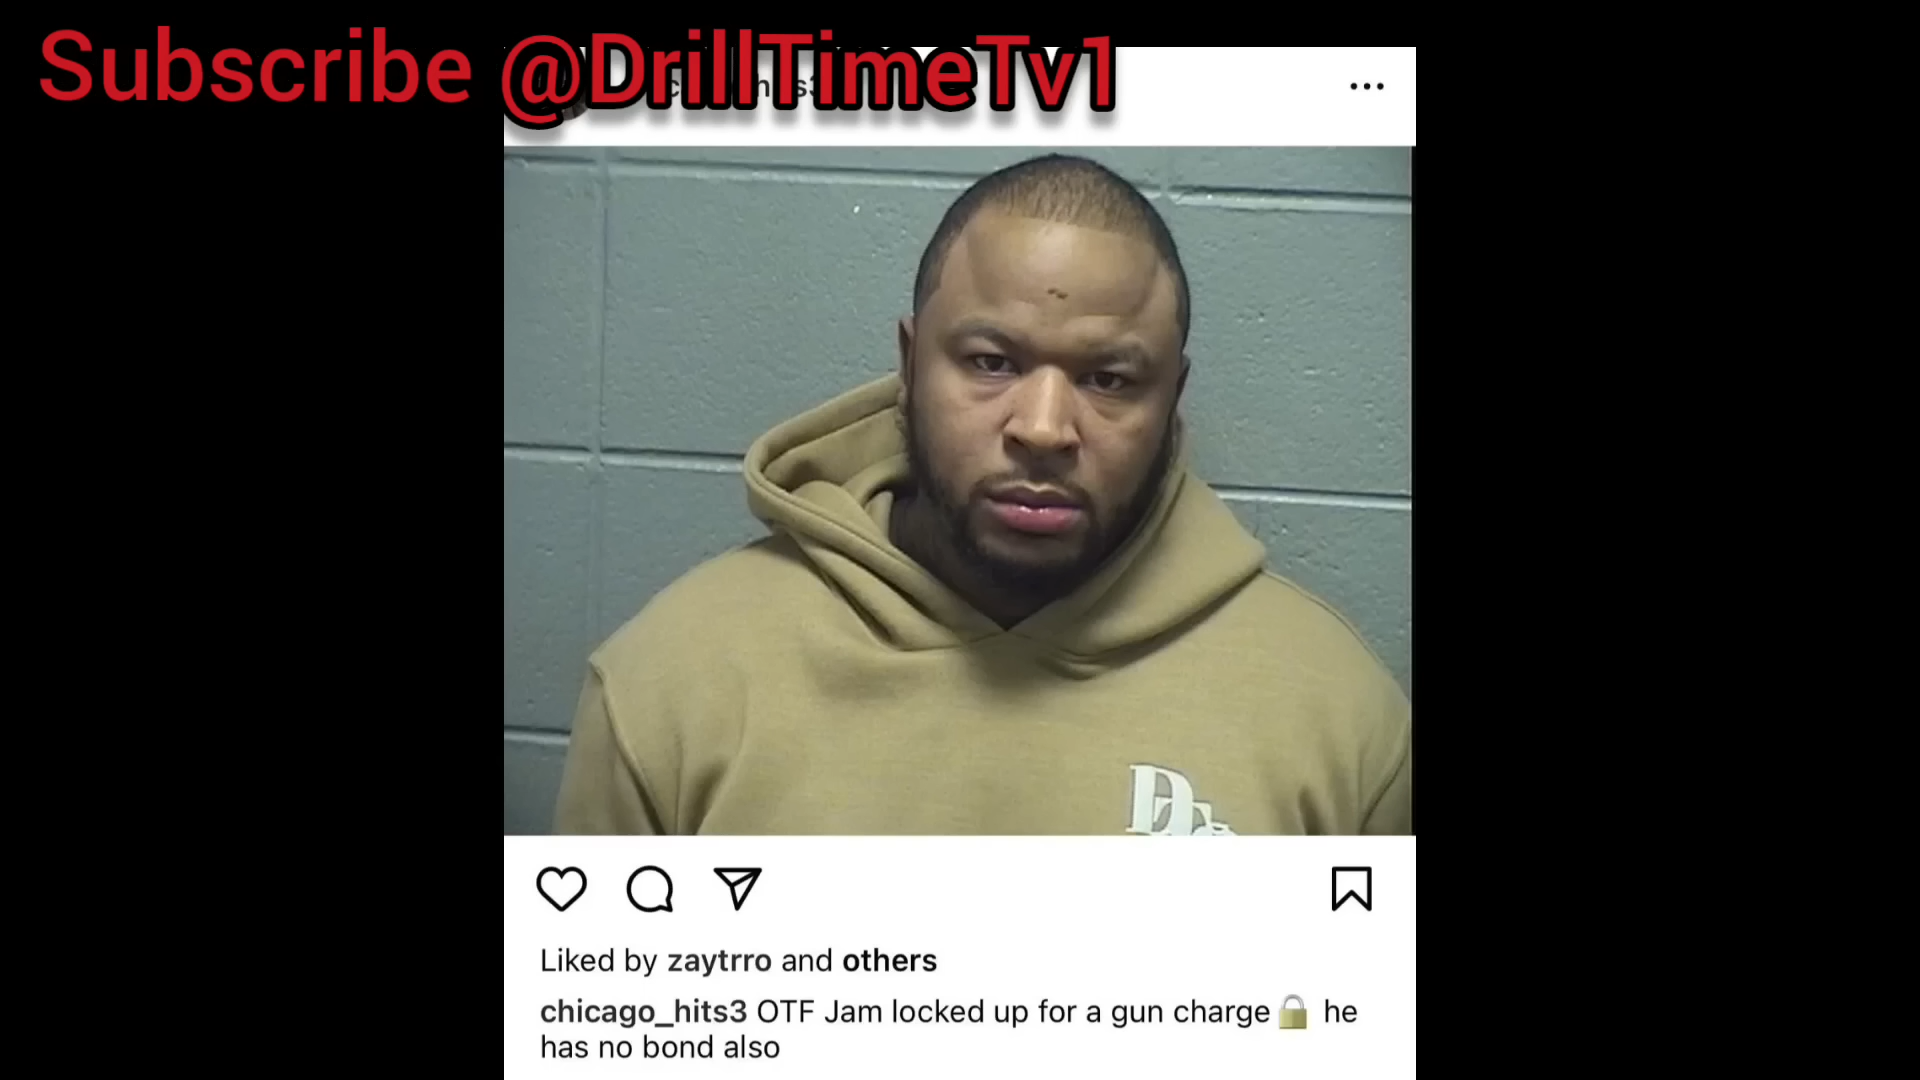 Subscribe @DrillTimeTv1
Liked by zaytrro and others
chicago_hits3 OTF Jam locked up for a gun charge🔒 he
has no bond also